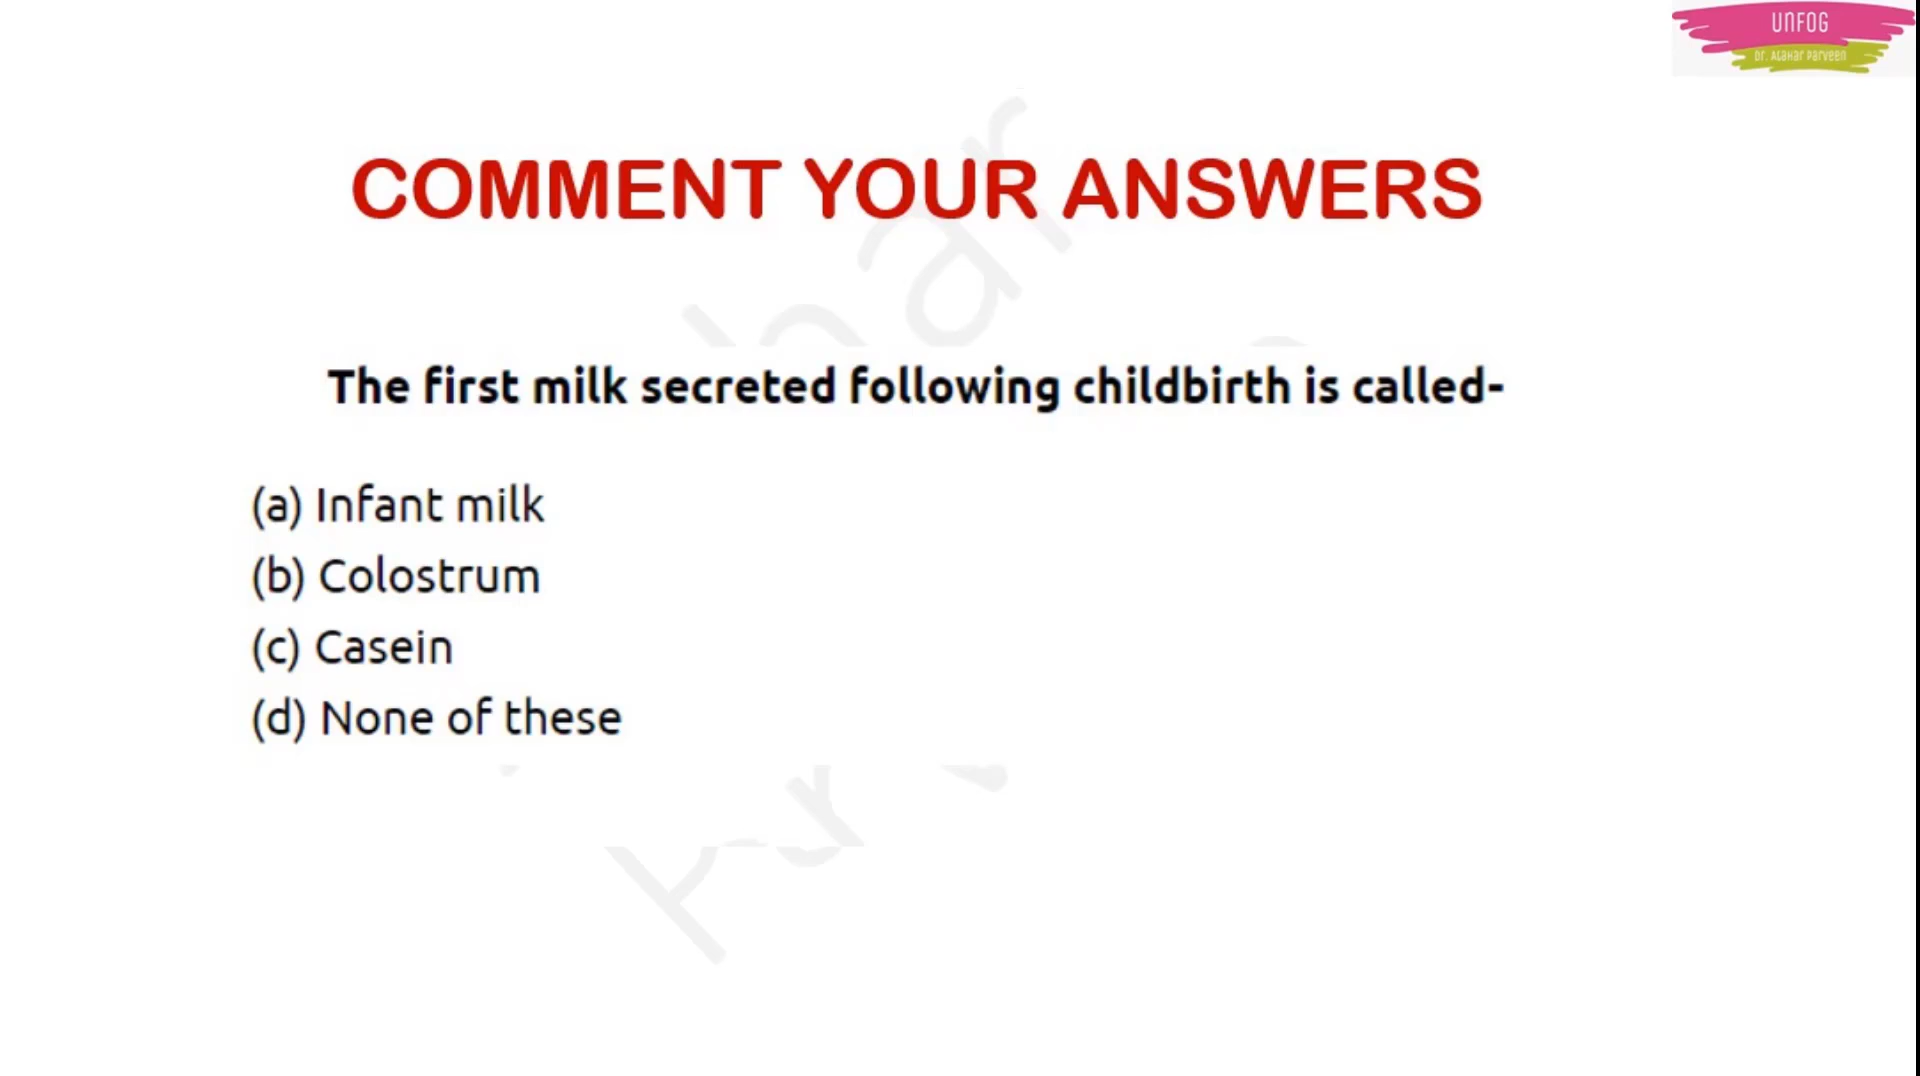 UNFOG
Dr. Atahar Parveen
COMMENT YOUR ANSWERS
The first milk secreted following childbirth is called-
(a) Infant milk
(b) Colostrum
(c) Casein
(d) None of these